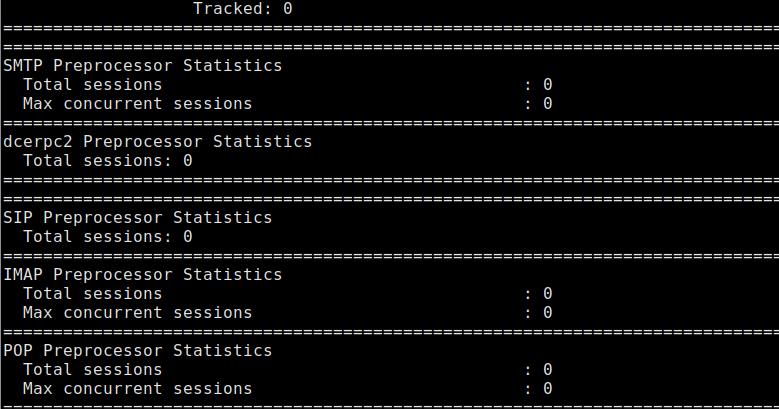 Tracked: 0
===============================================================================
===============================================================================
SMTP Preprocessor Statistics
  Total sessions                                    : 0
  Max concurrent sessions                           : 0
===============================================================================
dcerpc2 Preprocessor Statistics
  Total sessions: 0
===============================================================================
===============================================================================
SIP Preprocessor Statistics
  Total sessions: 0
===============================================================================
IMAP Preprocessor Statistics
  Total sessions                                    : 0
  Max concurrent sessions                           : 0
===============================================================================
POP Preprocessor Statistics
  Total sessions                                    : 0
  Max concurrent sessions                           : 0
===============================================================================